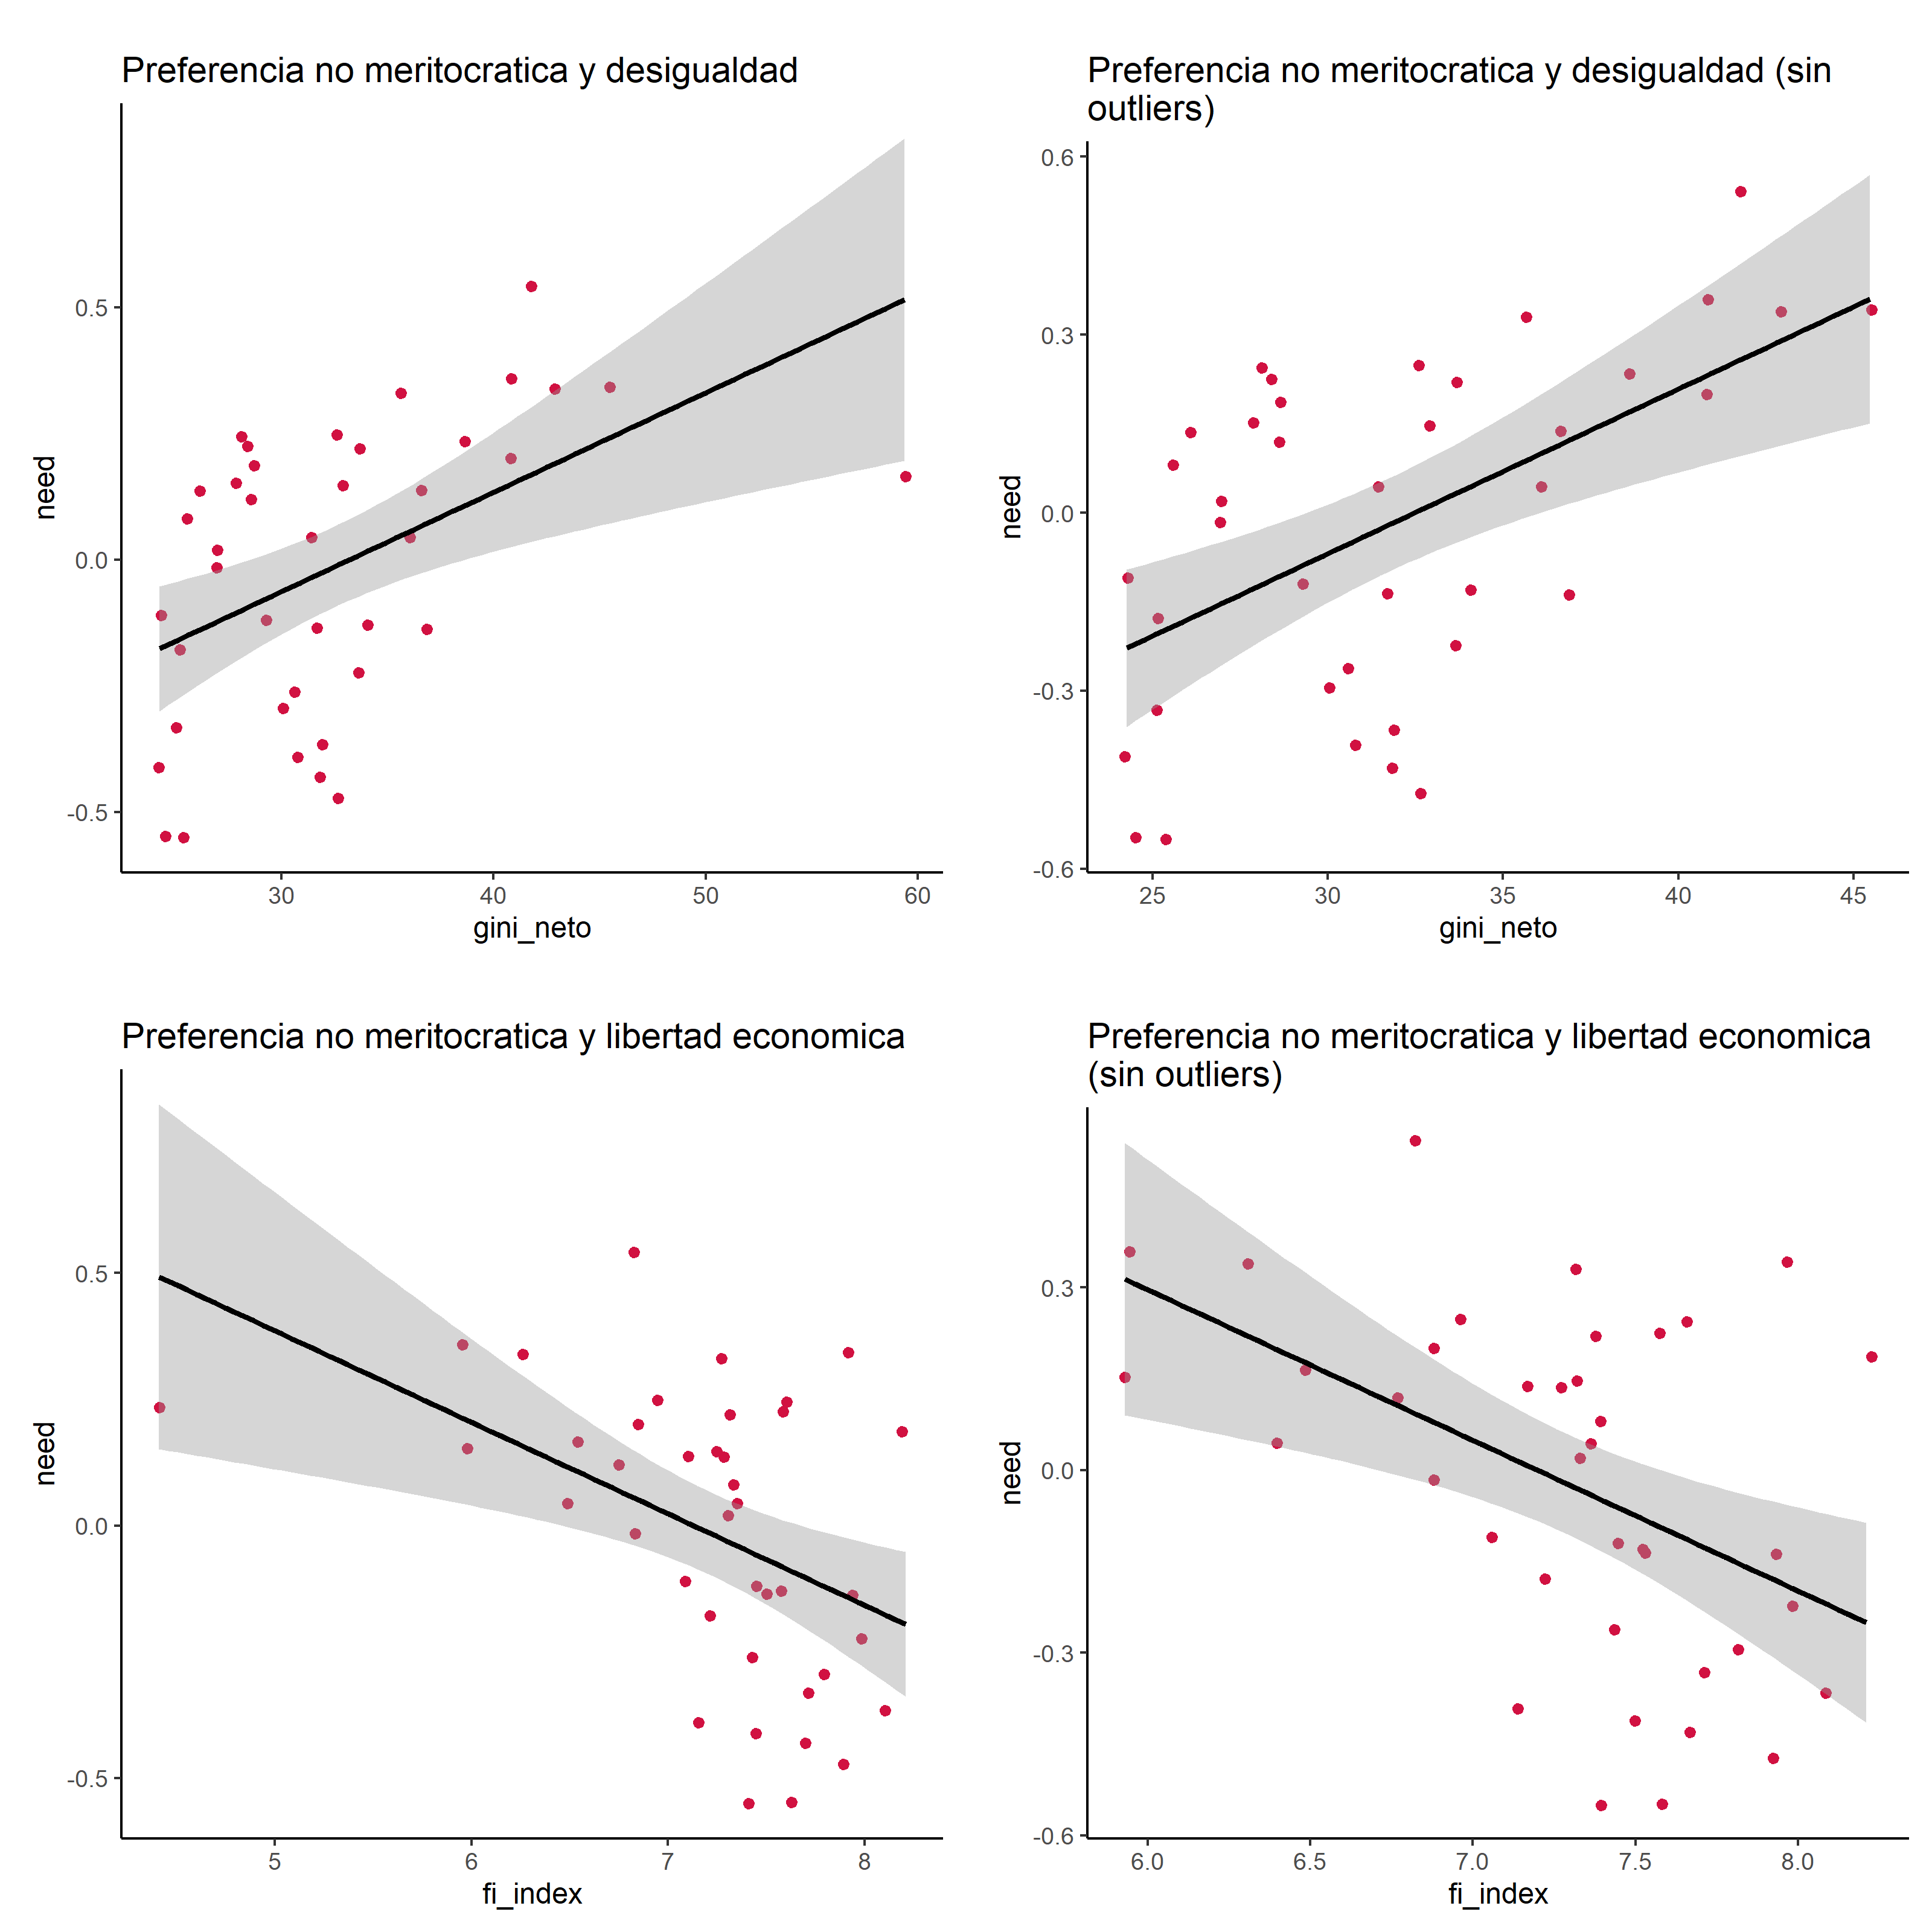 Preferencia no meritocratica y desigualdad
0.5
0.0
-0.5
need
30 40 50 60
gini_neto
Preferencia no meritocratica y desigualdad (sin
outliers)
0.6
0.3
0.0
-0.3
-0.6
need
25 30 35 40 45
gini_neto
Preferencia no meritocratica y libertad economica
0.5
0.0
-0.5
need
5 6 7 8
fi_index
Preferencia no meritocratica y libertad economica
(sin outliers)
0.3
0.0
-0.3
-0.6
need
6.0 6.5 7.0 7.5 8.0
fi_index